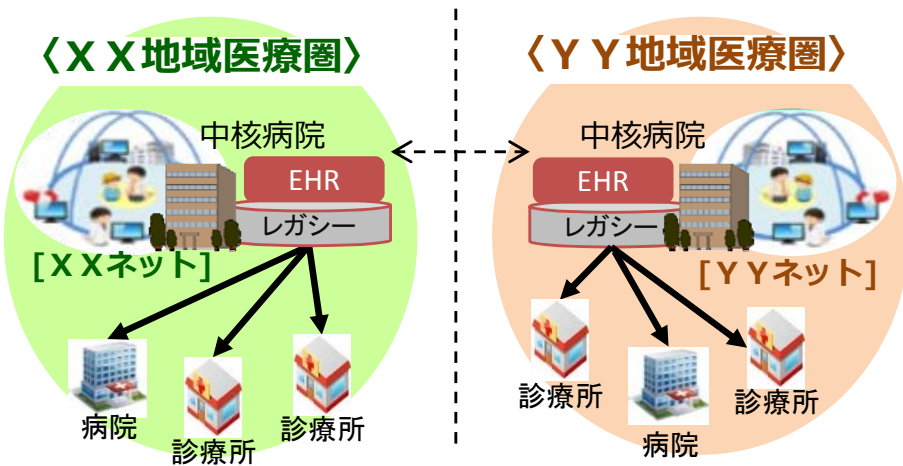 〈ＸＸ地域医療圏〉
中核病院
EHR
レガシー
[ＸＸネット]
病院
診療所
診療所
〈ＹＹ地域医療圏〉
中核病院
EHR
レガシー
[ＹＹネット]
診療所
病院
診療所